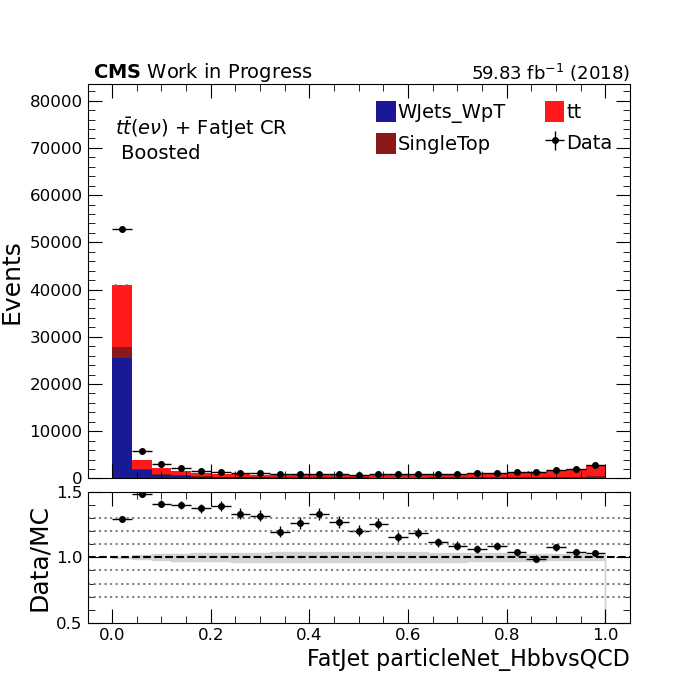 CMS Work in Progress 59.83 fb⁻¹ (2018)
tt̄(eν) + FatJet CR
Boosted
WJets_WpT
tt
SingleTop
Data
Events
80000
70000
60000
50000
40000
30000
20000
10000
0
Data/MC
1.5
1.0
0.5
0.0 0.2 0.4 0.6 0.8 1.0
FatJet particleNet_HbbvsQCD